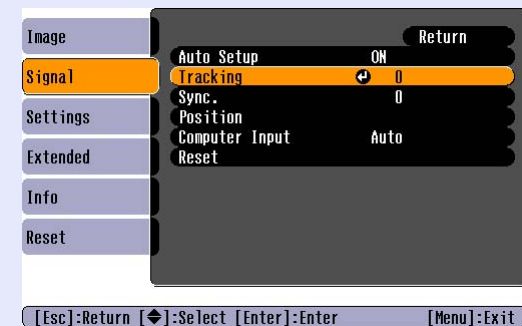 Image
Signal
Settings
Extended
Info
Reset
Return
Auto Setup ON
Tracking 0
Sync. 0
Position
Computer Input Auto
Reset
[Esc]:Return [◆]:Select [Enter]:Enter [Menu]:Exit